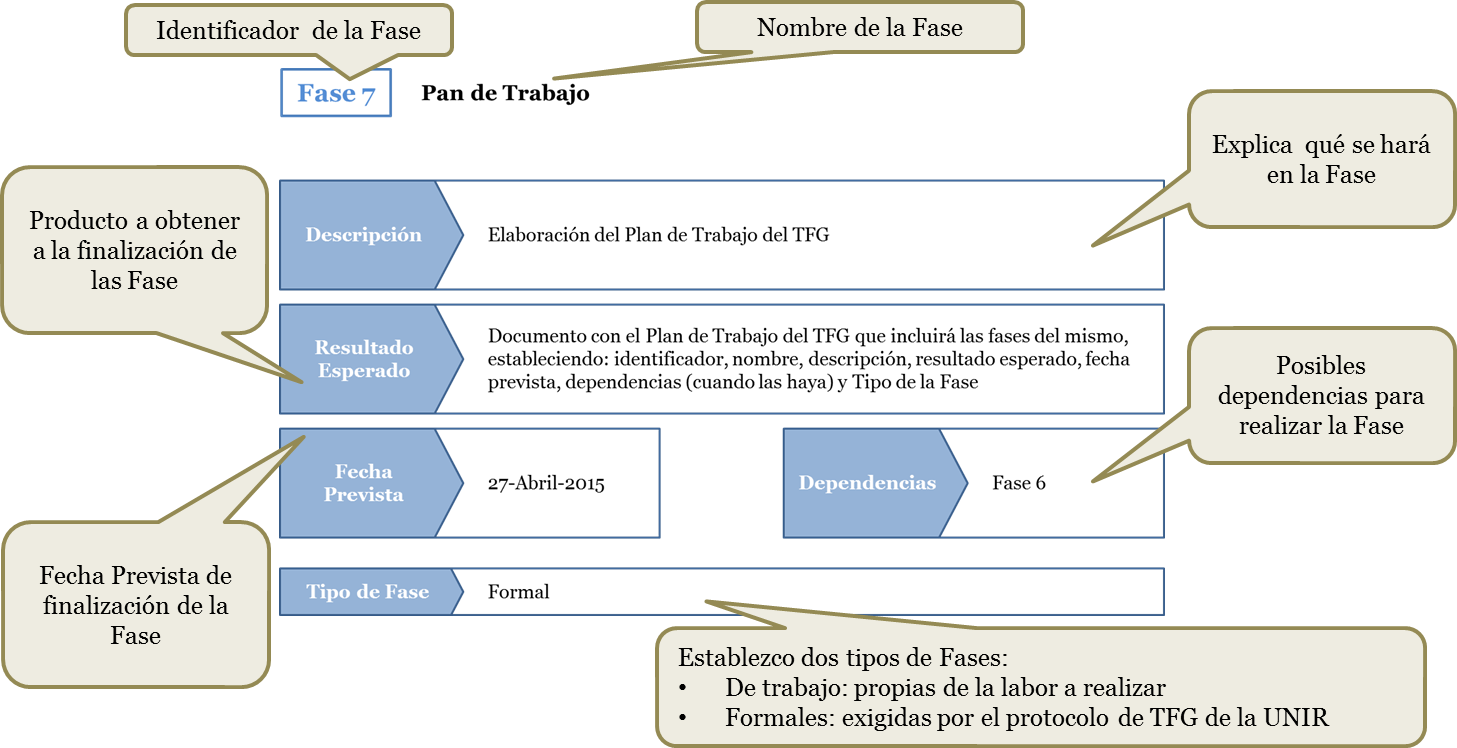 Identificador de la Fase
Nombre de la Fase
Fase 7
Pan de Trabajo
Explica qué se hará
en la Fase
Producto a obtener
a la finalización de
las Fase
Descripción
Elaboración del Plan de Trabajo del TFG
Resultado
Esperado
Documento con el Plan de Trabajo del TFG que incluirá las fases del mismo,
estableciendo: identificador, nombre, descripción, resultado esperado, fecha
prevista, dependencias (cuando las haya) y Tipo de la Fase
Posibles
dependencias para
realizar la Fase
Fecha
Prevista
27-Abril-2015
Dependencias
Fase 6
Fecha Prevista de
finalización de la
Fase
Tipo de Fase
Formal
Establezco dos tipos de Fases:
• De trabajo: propias de la labor a realizar
• Formales: exigidas por el protocolo de TFG de la UNIR